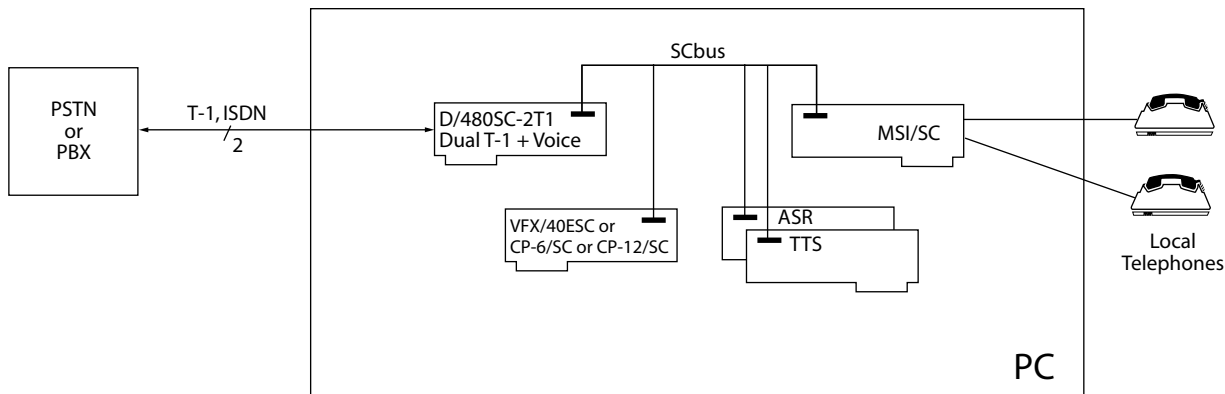 SCbus
PSTN
or
PBX
T-1, ISDN
2
D/480SC-2T1
Dual T-1 + Voice
MSI/SC
VFX/40ESC or
CP-6/SC or CP-12/SC
ASR
TTS
Local
Telephones
PC